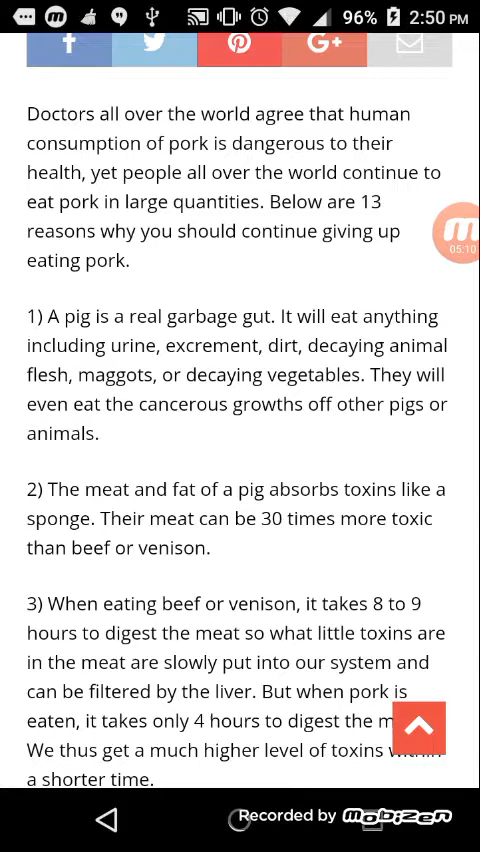 96% 2:50 PM
f G+
Doctors all over the world agree that human
consumption of pork is dangerous to their
health, yet people all over the world continue to
eat pork in large quantities. Below are 13
reasons why you should continue giving up
eating pork.
05:10
1) A pig is a real garbage gut. It will eat anything
including urine, excrement, dirt, decaying animal
flesh, maggots, or decaying vegetables. They will
even eat the cancerous growths off other pigs or
animals.
2) The meat and fat of a pig absorbs toxins like a
sponge. Their meat can be 30 times more toxic
than beef or venison.
3) When eating beef or venison, it takes 8 to 9
hours to digest the meat so what little toxins are
in the meat are slowly put into our system and
can be filtered by the liver. But when pork is
eaten, it takes only 4 hours to digest the m
We thus get a much higher level of toxins
a shorter time.
Recorded by Mobizen